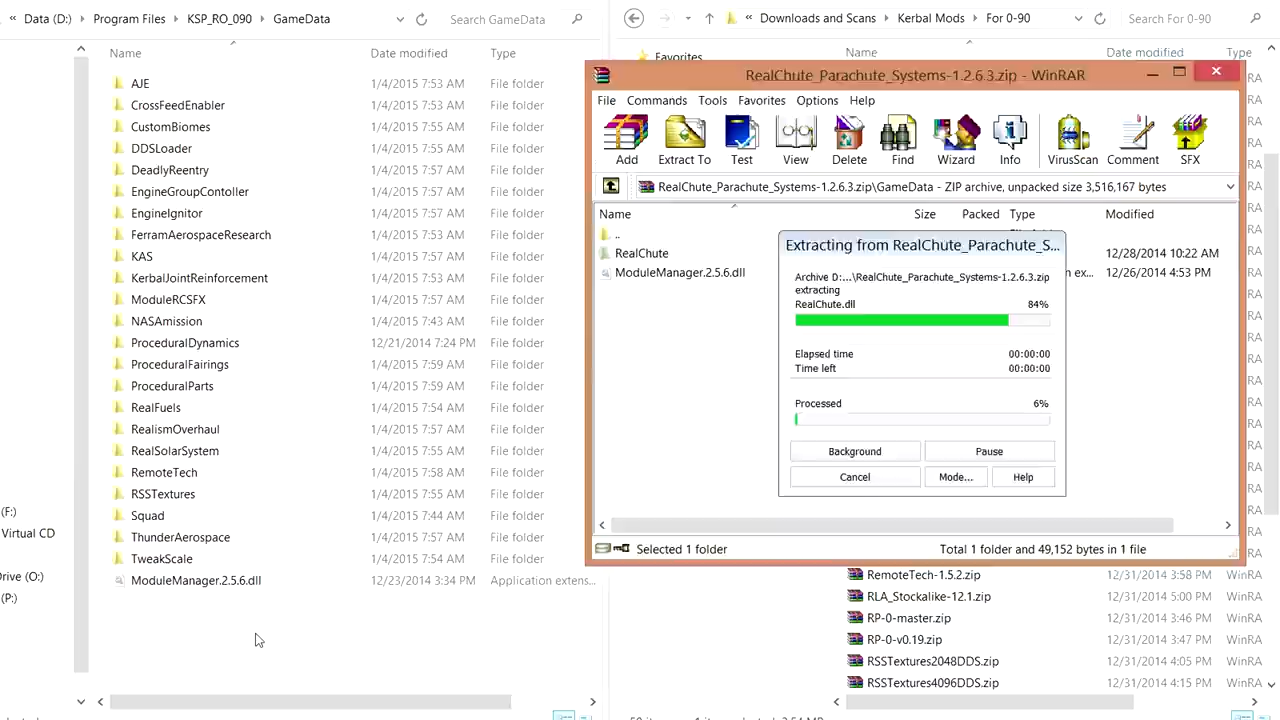 « Data (D:) › Program Files › KSP_RO_090 › GameData
Search GameData
Name Date modified Type
AJE 1/4/2015 7:53 AM File folder
CrossFeedEnabler 1/4/2015 7:53 AM File folder
CustomBiomes 1/4/2015 7:55 AM File folder
DDSLoader 1/4/2015 7:55 AM File folder
DeadlyReentry 1/4/2015 7:57 AM File folder
EngineGroupContoller 1/4/2015 7:57 AM File folder
EngineIgnitor 1/4/2015 7:57 AM File folder
FerramAerospaceResearch 1/4/2015 7:53 AM File folder
KAS 1/4/2015 7:57 AM File folder
KerbalJointReinforcement 1/4/2015 7:57 AM File folder
ModuleRCSFX 1/4/2015 7:53 AM File folder
NASAmission 1/4/2015 7:43 AM File folder
ProceduralDynamics 12/21/2014 7:24 PM File folder
ProceduralFairings 1/4/2015 7:59 AM File folder
ProceduralParts 1/4/2015 7:59 AM File folder
RealFuels 1/4/2015 7:54 AM File folder
RealismOverhaul 1/4/2015 7:53 AM File folder
RealSolarSystem 1/4/2015 7:55 AM File folder
RemoteTech 1/4/2015 7:58 AM File folder
RSSTextures 1/4/2015 7:55 AM File folder
Squad 1/4/2015 7:44 AM File folder
ThunderAerospace 1/4/2015 7:57 AM File folder
TweakScale 1/4/2015 7:54 AM File folder
ModuleManager.2.5.6.dll 12/23/2014 3:34 PM Application extens...
(F:)
Virtual CD
rive (O:)
(P:)
« Downloads and Scans › Kerbal Mods › For 0-90
Search For 0-90
Name Date modified Type
Favorites
RealChute_Parachute_Systems-1.2.6.3.zip - WinRAR
File Commands Tools Favorites Options Help
Add Extract To Test View Delete Find Wizard Info VirusScan Comment SFX
RealChute_Parachute_Systems-1.2.6.3.zip\GameData - ZIP archive, unpacked size 3,516,167 bytes
Name Size Packed Type Modified
..
RealChute 12/28/2014 10:22 AM
ModuleManager.2.5.6.dll n ex... 12/26/2014 4:53 PM
Extracting from RealChute_Parachute_S...
Archive D:...\RealChute_Parachute_Systems-1.2.6.3.zip
extracting
RealChute.dll 84%
Elapsed time 00:00:00
Time left 00:00:00
Processed 6%
Background Pause
Cancel Mode... Help
Selected 1 folder Total 1 folder and 49,152 bytes in 1 file
RemoteTech-1.5.2.zip 12/31/2014 3:58 PM WinRA
RLA_Stockalike-12.1.zip 12/31/2014 5:00 PM WinRA
RP-0-master.zip 12/31/2014 3:46 PM WinRA
RP-0-v0.19.zip 12/31/2014 3:47 PM WinRA
RSSTextures2048DDS.zip 12/31/2014 4:05 PM WinRA
RSSTextures4096DDS.zip 12/31/2014 4:15 PM WinRA